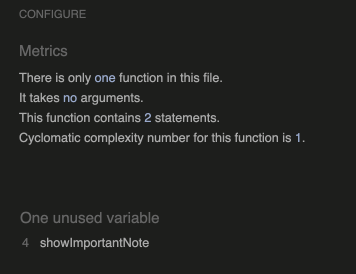 CONFIGURE
Metrics
There is only one function in this file.
It takes no arguments.
This function contains 2 statements.
Cyclomatic complexity number for this function is 1.
One unused variable
4 showImportantNote